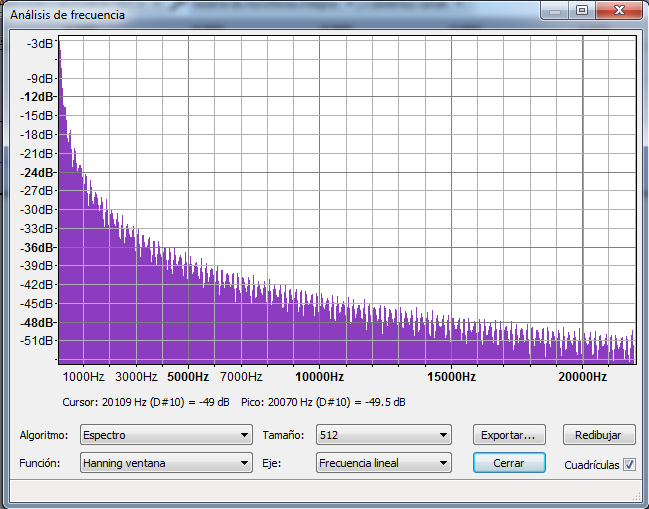 Análisis de frecuencia
-3dB
-9dB
-12dB
-15dB
-18dB
-21dB
-24dB
-27dB
-30dB
-33dB
-36dB
-39dB
-42dB
-45dB
-48dB
-51dB
1000Hz 3000Hz 5000Hz 7000Hz 10000Hz 15000Hz 20000Hz
Cursor: 20109 Hz (D#10) = -49 dB Pico: 20070 Hz (D#10) = -49.5 dB
Algoritmo: Espectro Tamaño: 512 Exportar... Redibujar
Función: Hanning ventana Eje: Frecuencia lineal Cerrar Cuadrículas